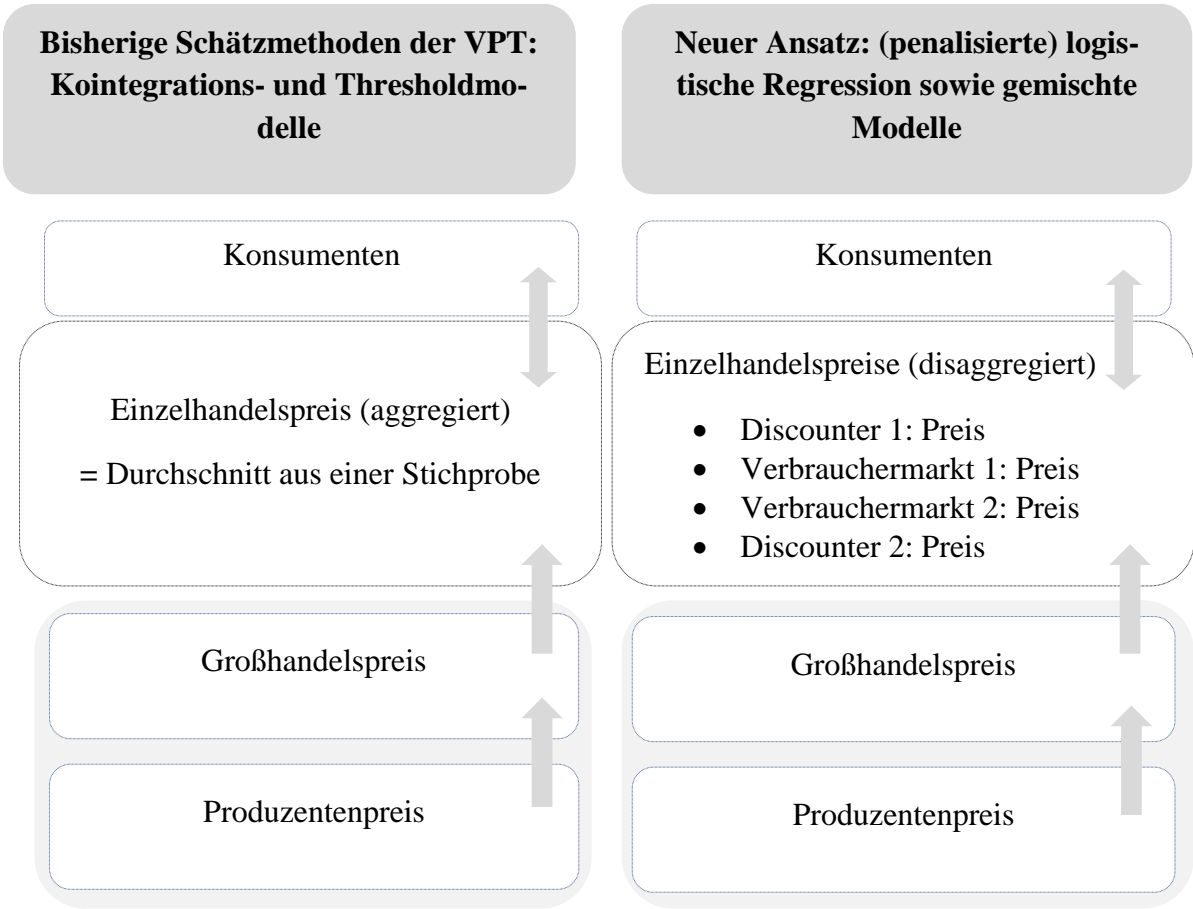 Bisherige Schätzmethoden der VPT:
Kointegrations- und Thresholdmo-
delle
Neuer Ansatz: (penalisierte) logis-
tische Regression sowie gemischte
Modelle
Konsumenten
Einzelhandelspreis (aggregiert)
= Durchschnitt aus einer Stichprobe
Großhandelspreis
Produzentenpreis
Konsumenten
Einzelhandelspreise (disaggregiert)
• Discounter 1: Preis
• Verbrauchermarkt 1: Preis
• Verbrauchermarkt 2: Preis
• Discounter 2: Preis
Großhandelspreis
Produzentenpreis